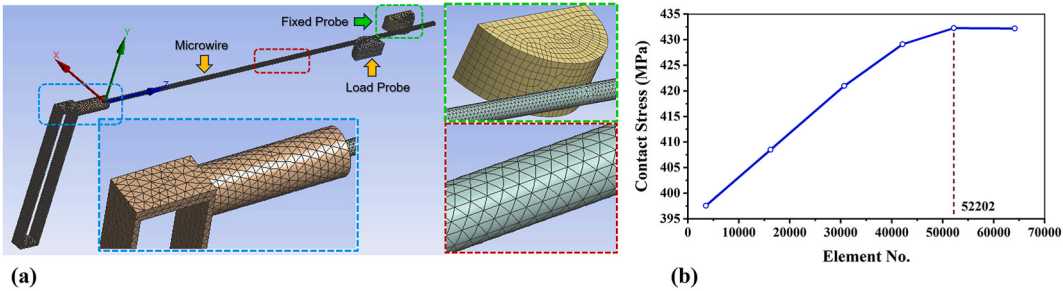 Fixed Probe
Microwire
Load Probe
X
Y
Z
(a)
Contact Stress (MPa)
435
430
425
420
415
410
405
400
395
52202
0 10000 20000 30000 40000 50000 60000 70000
Element No.
(b)